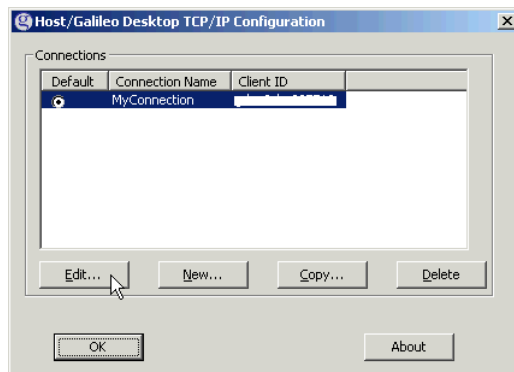 Host/Galileo Desktop TCP/IP Configuration
Connections
Default Connection Name Client ID
MyConnection
Edit... New... Copy... Delete
OK About